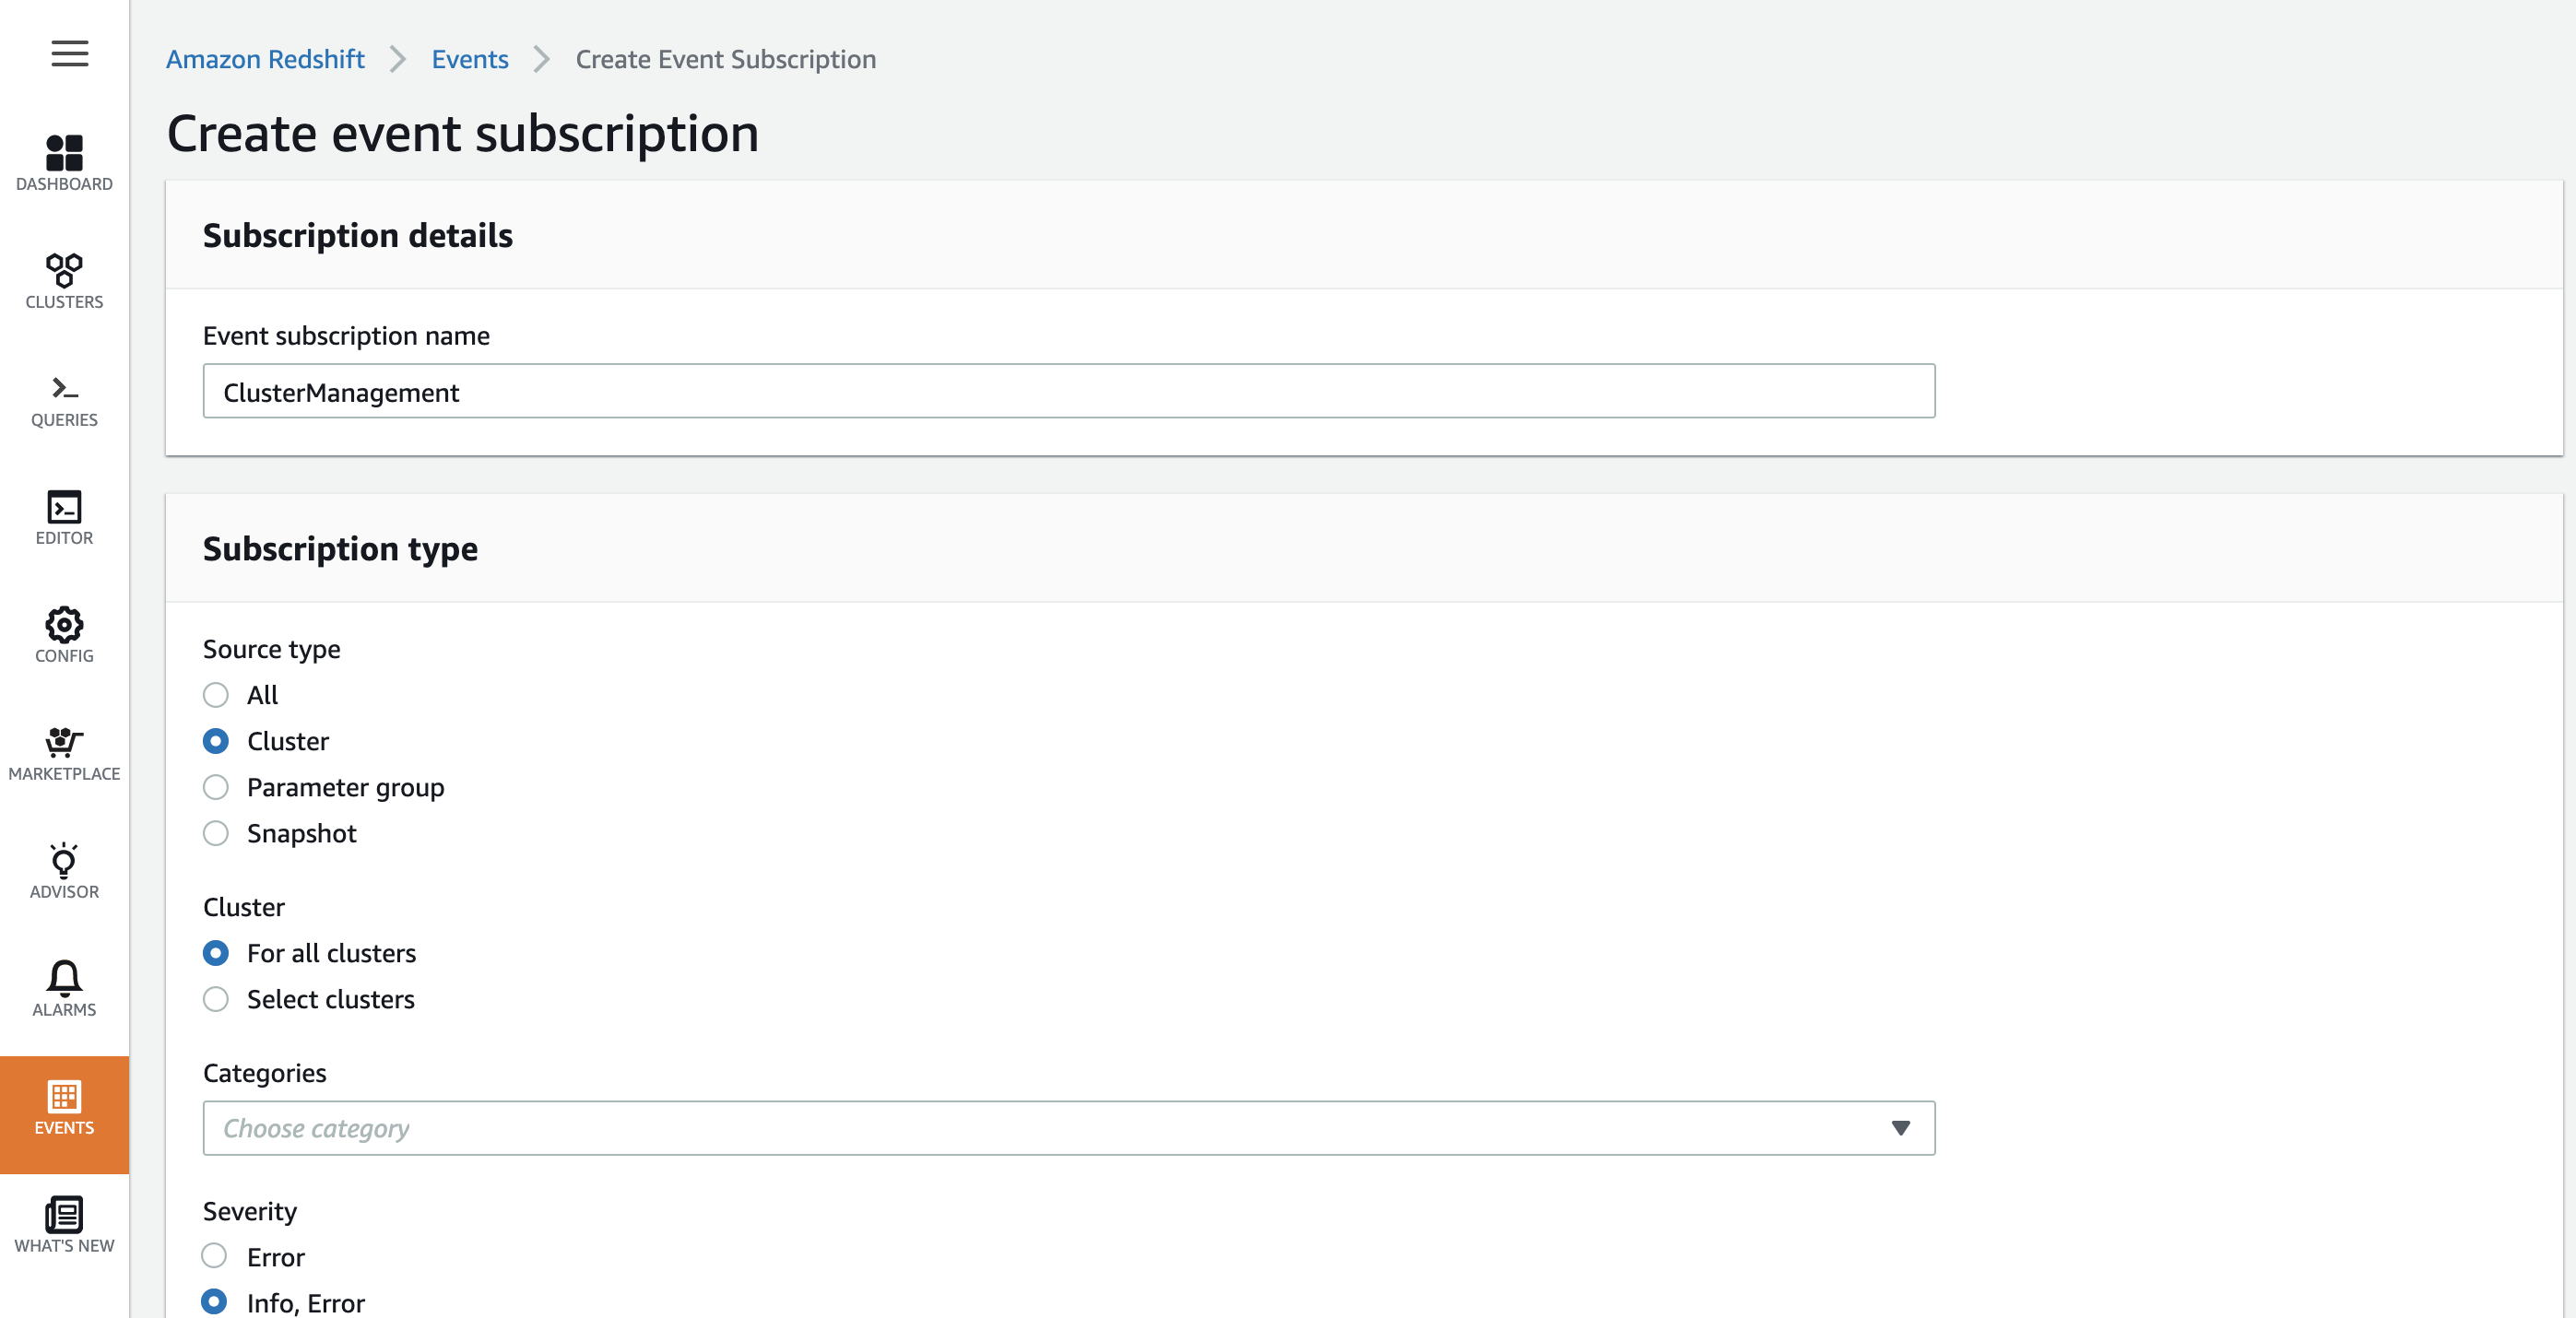 Amazon Redshift > Events > Create Event Subscription
Create event subscription
DASHBOARD
CLUSTERS
QUERIES
EDITOR
CONFIG
MARKETPLACE
ADVISOR
ALARMS
EVENTS
WHAT'S NEW
Subscription details
Event subscription name
ClusterManagement
Subscription type
Source type
All
Cluster
Parameter group
Snapshot
Cluster
For all clusters
Select clusters
Categories
Choose category
Severity
Error
Info, Error